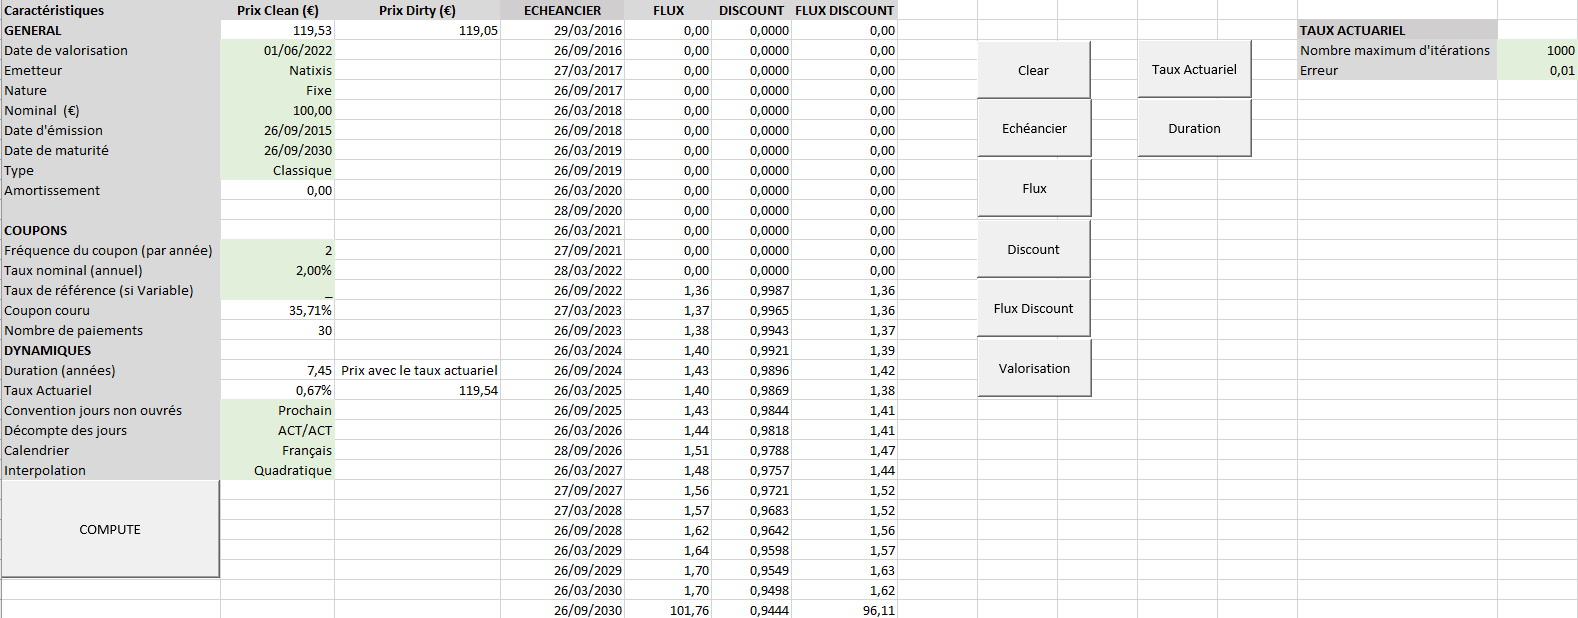 Caractéristiques Prix Clean (€) Prix Dirty (€) ECHEANCIER FLUX DISCOUNT FLUX DISCOUNT
GENERAL 119,53 119,05 29/03/2016 0,00 0,0000 0,00 TAUX ACTUARIEL
Date de valorisation 01/06/2022 26/09/2016 0,00 0,0000 0,00 Nombre maximum d'itérations 1000
Emetteur Natixis 27/03/2017 0,00 0,0000 0,00 Clear Taux Actuariel Erreur 0,01
Nature Fixe 26/09/2017 0,00 0,0000 0,00
Nominal (€) 100,00 26/03/2018 0,00 0,0000 0,00
Date d'émission 26/09/2015 26/09/2018 0,00 0,0000 0,00 Echéancier Duration
Date de maturité 26/09/2030 26/03/2019 0,00 0,0000 0,00
Type Classique 26/09/2019 0,00 0,0000 0,00
Amortissement 0,00 26/03/2020 0,00 0,0000 0,00 Flux
28/09/2020 0,00 0,0000 0,00
COUPONS 26/03/2021 0,00 0,0000 0,00
Fréquence du coupon (par année) 2 27/09/2021 0,00 0,0000 0,00 Discount
Taux nominal (annuel) 2,00% 28/03/2022 0,00 0,0000 0,00
Taux de référence (si Variable) _ 26/09/2022 1,36 0,9987 1,36
Coupon couru 35,71% 27/03/2023 1,37 0,9965 1,36 Flux Discount
Nombre de paiements 30 26/09/2023 1,38 0,9943 1,37
DYNAMIQUES 26/03/2024 1,40 0,9921 1,39
Duration (années) 7,45 Prix avec le taux actuariel 26/09/2024 1,43 0,9896 1,42 Valorisation
Taux Actuariel 0,67% 119,54 26/03/2025 1,40 0,9869 1,38
Convention jours non ouvrés Prochain 26/09/2025 1,43 0,9844 1,41
Décompte des jours ACT/ACT 26/03/2026 1,44 0,9818 1,41
Calendrier Français 28/09/2026 1,51 0,9788 1,47
Interpolation Quadratique 26/03/2027 1,48 0,9757 1,44
27/09/2027 1,56 0,9721 1,52
27/03/2028 1,57 0,9683 1,52
COMPUTE 26/09/2028 1,62 0,9642 1,56
26/03/2029 1,64 0,9598 1,57
26/09/2029 1,70 0,9549 1,63
26/03/2030 1,70 0,9498 1,62
26/09/2030 101,76 0,9444 96,11